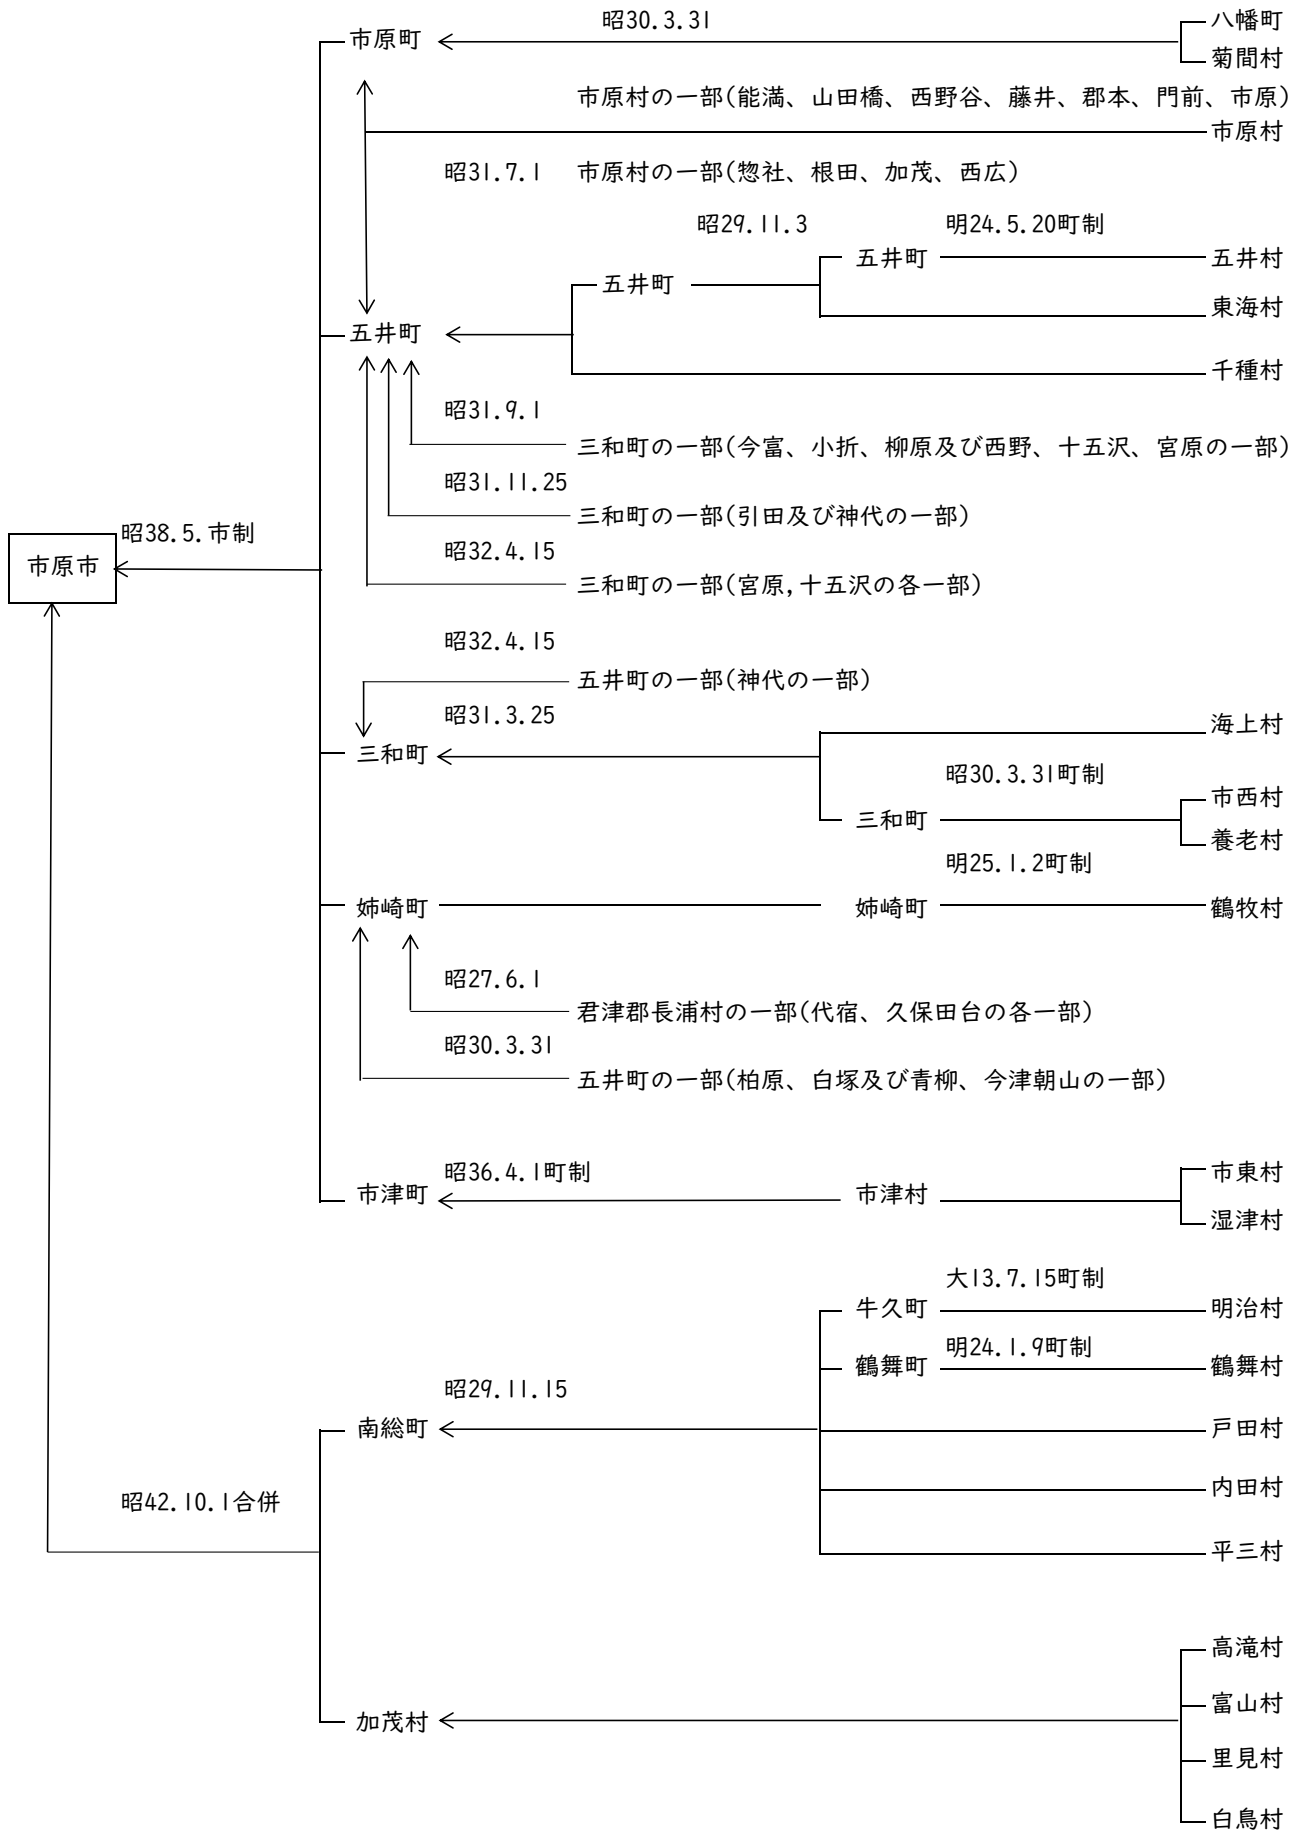 昭30.3.31
八幡町
市原町
菊間村
市原村の一部(能満、山田橋、西野谷、藤井、郡本、門前、市原)
市原村
昭31.7.1 市原村の一部(惣社、根田、加茂、西広)
昭29.11.3 明24.5.20町制
五井町 五井村
五井町
東海村
五井町
千種村
昭31.9.1
三和町の一部(今富、小折、柳原及び西野、十五沢、宮原の一部)
昭31.11.25
三和町の一部(引田及び神代の一部)
昭38.5.市制
昭32.4.15
市原市
三和町の一部(宮原,十五沢の各一部)
昭32.4.15
五井町の一部(神代の一部)
昭31.3.25
海上村
三和町
昭30.3.31町制
市西村
三和町
養老村
明25.1.2町制
姉崎町 姉崎町 鶴牧村
昭27.6.1
君津郡長浦村の一部(代宿、久保田台の各一部)
昭30.3.31
五井町の一部(柏原、白塚及び青柳、今津朝山の一部)
昭36.4.1町制
市東村
市津町 市津村
湿津村
大13.7.15町制
牛久町 明治村
明24.1.9町制
鶴舞町 鶴舞村
昭29.11.15
南総町 戸田村
内田村
昭42.10.1合併
平三村
高滝村
富山村
加茂村
里見村
白鳥村